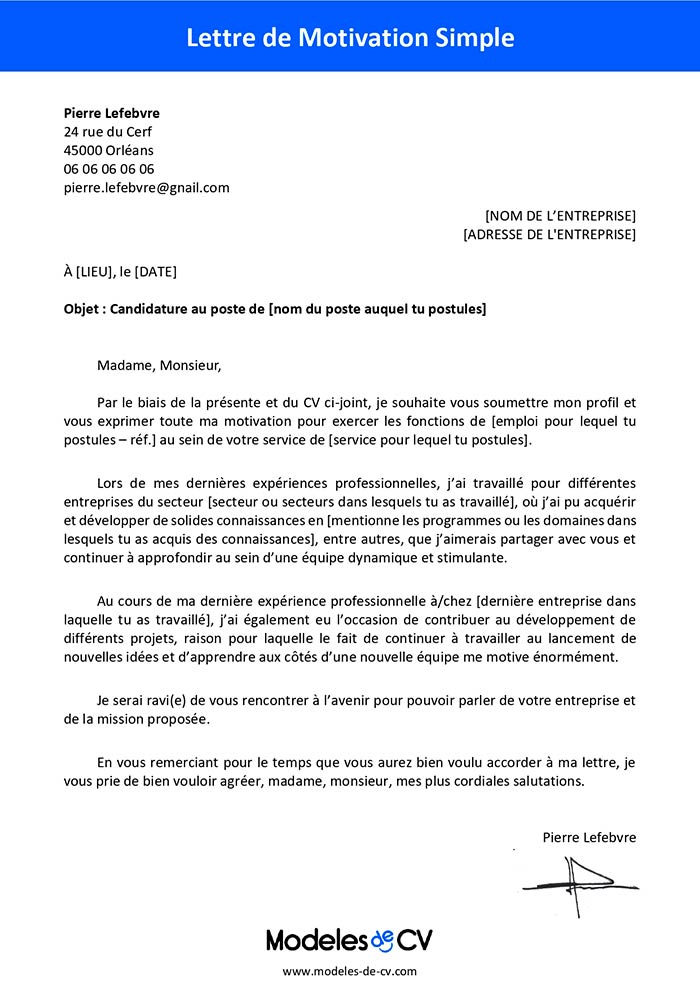 Lettre de Motivation Simple
Pierre Lefebvre
24 rue du Cerf
45000 Orléans
06 06 06 06 06
pierre.lefebvre@gnail.com
[NOM DE L’ENTREPRISE]
[ADRESSE DE L'ENTREPRISE]
À [LIEU], le [DATE]
Objet : Candidature au poste de [nom du poste auquel tu postules]
Madame, Monsieur,
Par le biais de la présente et du CV ci-joint, je souhaite vous soumettre mon profil et
vous exprimer toute ma motivation pour exercer les fonctions de [emploi pour lequel tu
postules – réf.] au sein de votre service de [service pour lequel tu postules].
Lors de mes dernières expériences professionnelles, j’ai travaillé pour différentes
entreprises du secteur [secteur ou secteurs dans lesquels tu as travaillé], où j’ai pu acquérir
et développer de solides connaissances en [mentionne les programmes ou les domaines dans
lesquels tu as acquis des connaissances], entre autres, que j’aimerais partager avec vous et
continuer à approfondir au sein d’une équipe dynamique et stimulante.
Au cours de ma dernière expérience professionnelle à/chez [dernière entreprise dans
laquelle tu as travaillé], j’ai également eu l’occasion de contribuer au développement de
différents projets, raison pour laquelle le fait de continuer à travailler au lancement de
nouvelles idées et d’apprendre aux côtés d’une nouvelle équipe me motive énormément.
Je serai ravi(e) de vous rencontrer à l’avenir pour pouvoir parler de votre entreprise et
de la mission proposée.
En vous remerciant pour le temps que vous aurez bien voulu accorder à ma lettre, je
vous prie de bien vouloir agréer, madame, monsieur, mes plus cordiales salutations.
Pierre Lefebvre
Modeles de CV
www.modeles-de-cv.com